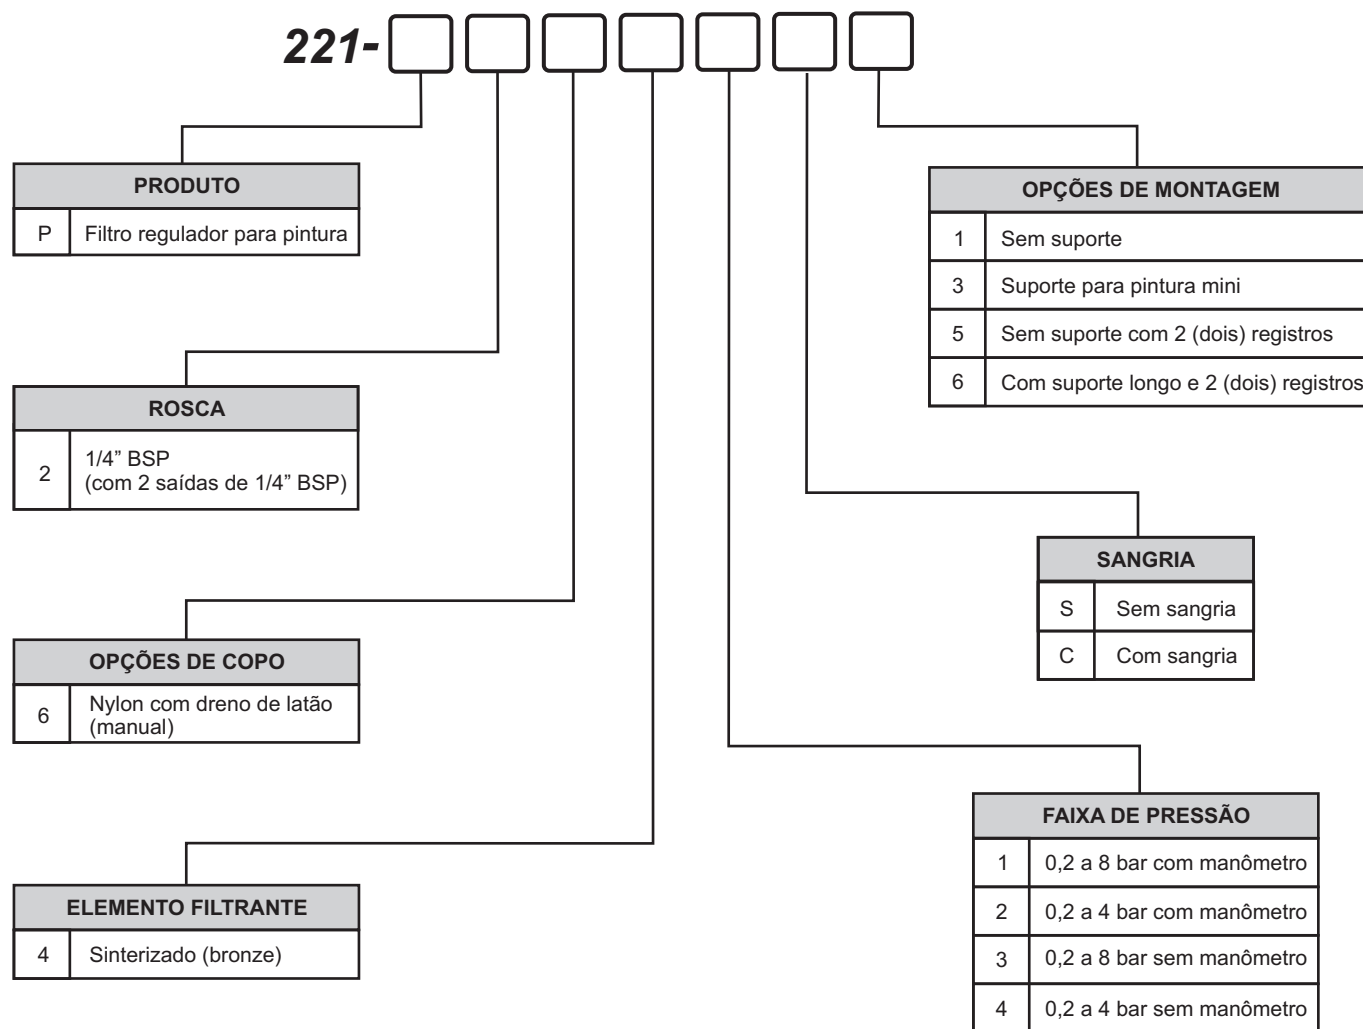 221-
PRODUTO
P Filtro regulador para pintura
ROSCA
2 1/4” BSP
(com 2 saídas de 1/4” BSP)
OPÇÕES DE COPO
6 Nylon com dreno de latão
(manual)
ELEMENTO FILTRANTE
4 Sinterizado (bronze)
OPÇÕES DE MONTAGEM
1 Sem suporte
3 Suporte para pintura mini
5 Sem suporte com 2 (dois) registros
6 Com suporte longo e 2 (dois) registros
SANGRIA
S Sem sangria
C Com sangria
FAIXA DE PRESSÃO
1 0,2 a 8 bar com manômetro
2 0,2 a 4 bar com manômetro
3 0,2 a 8 bar sem manômetro
4 0,2 a 4 bar sem manômetro